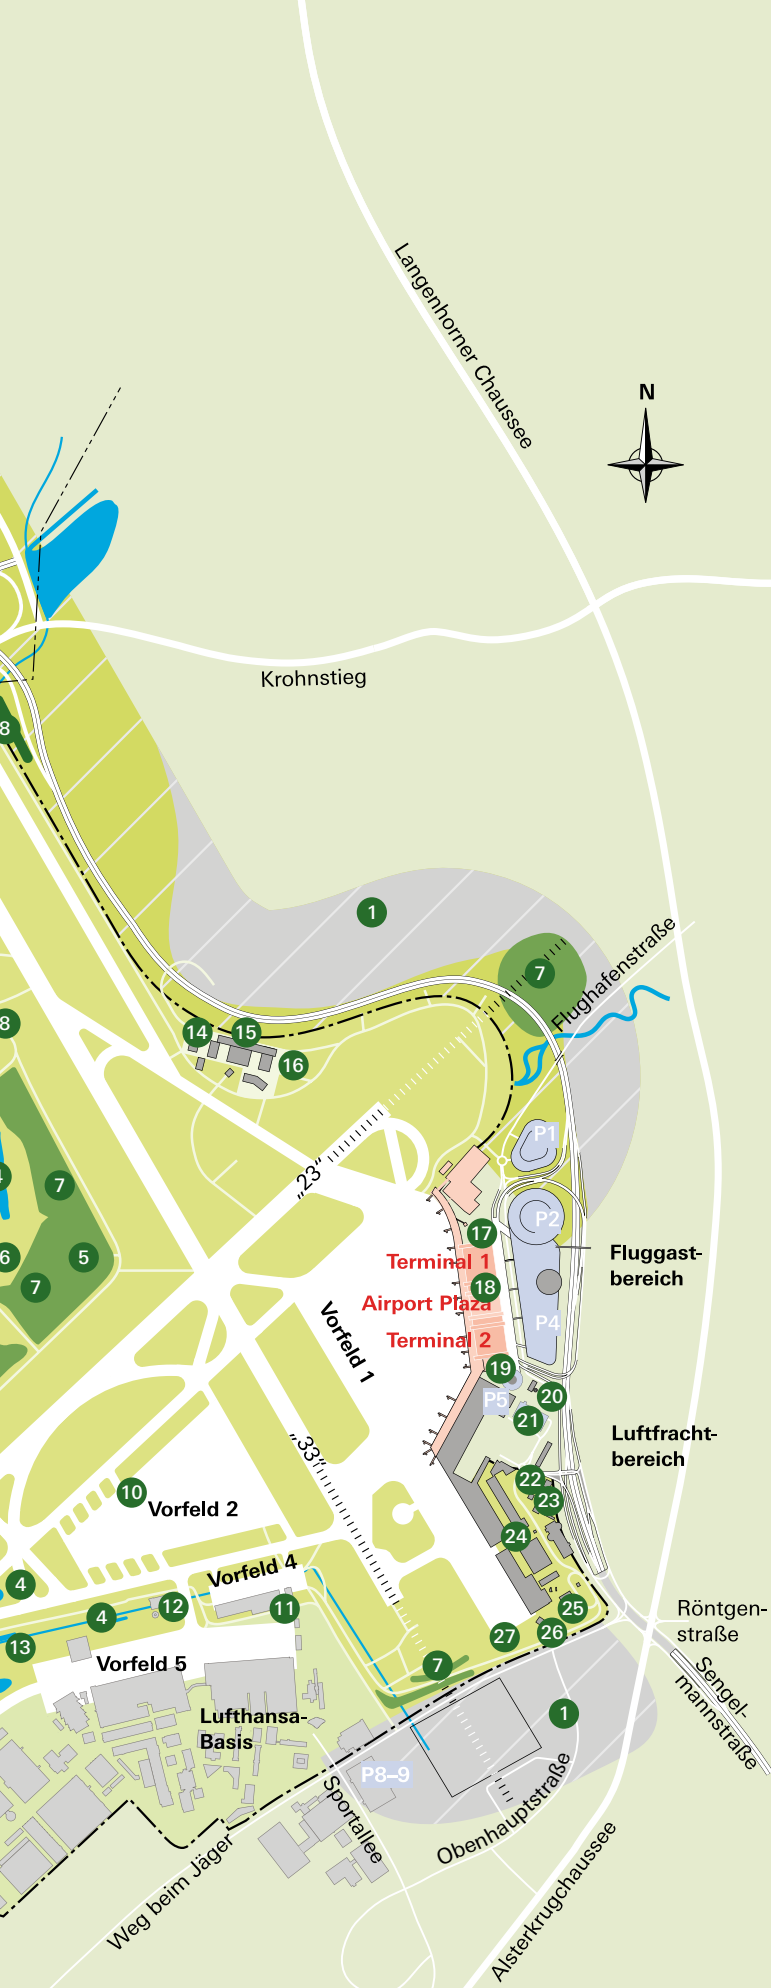 Langenhorner Chaussee
N
Krohnstieg
8
1
Flughafenstraße
7
8
14
15
16
P1
7
„23“
P2
17
6
5
7
Terminal 1
Fluggast-
bereich
18
Airport Plaza
Vorfeld 1
P4
Terminal 2
19
20
P5
21
Luftfracht-
bereich
„33“
22
10
23
Vorfeld 2
24
Vorfeld 4
4
12
11
25
4
Röntgen-
straße
26
27
13
Vorfeld 5
7
Sengel-
mannstraße
Lufthansa-
Basis
1
P8–9
Sportallee
Obenhauptstraße
Weg beim Jäger
Alsterkrugchaussee